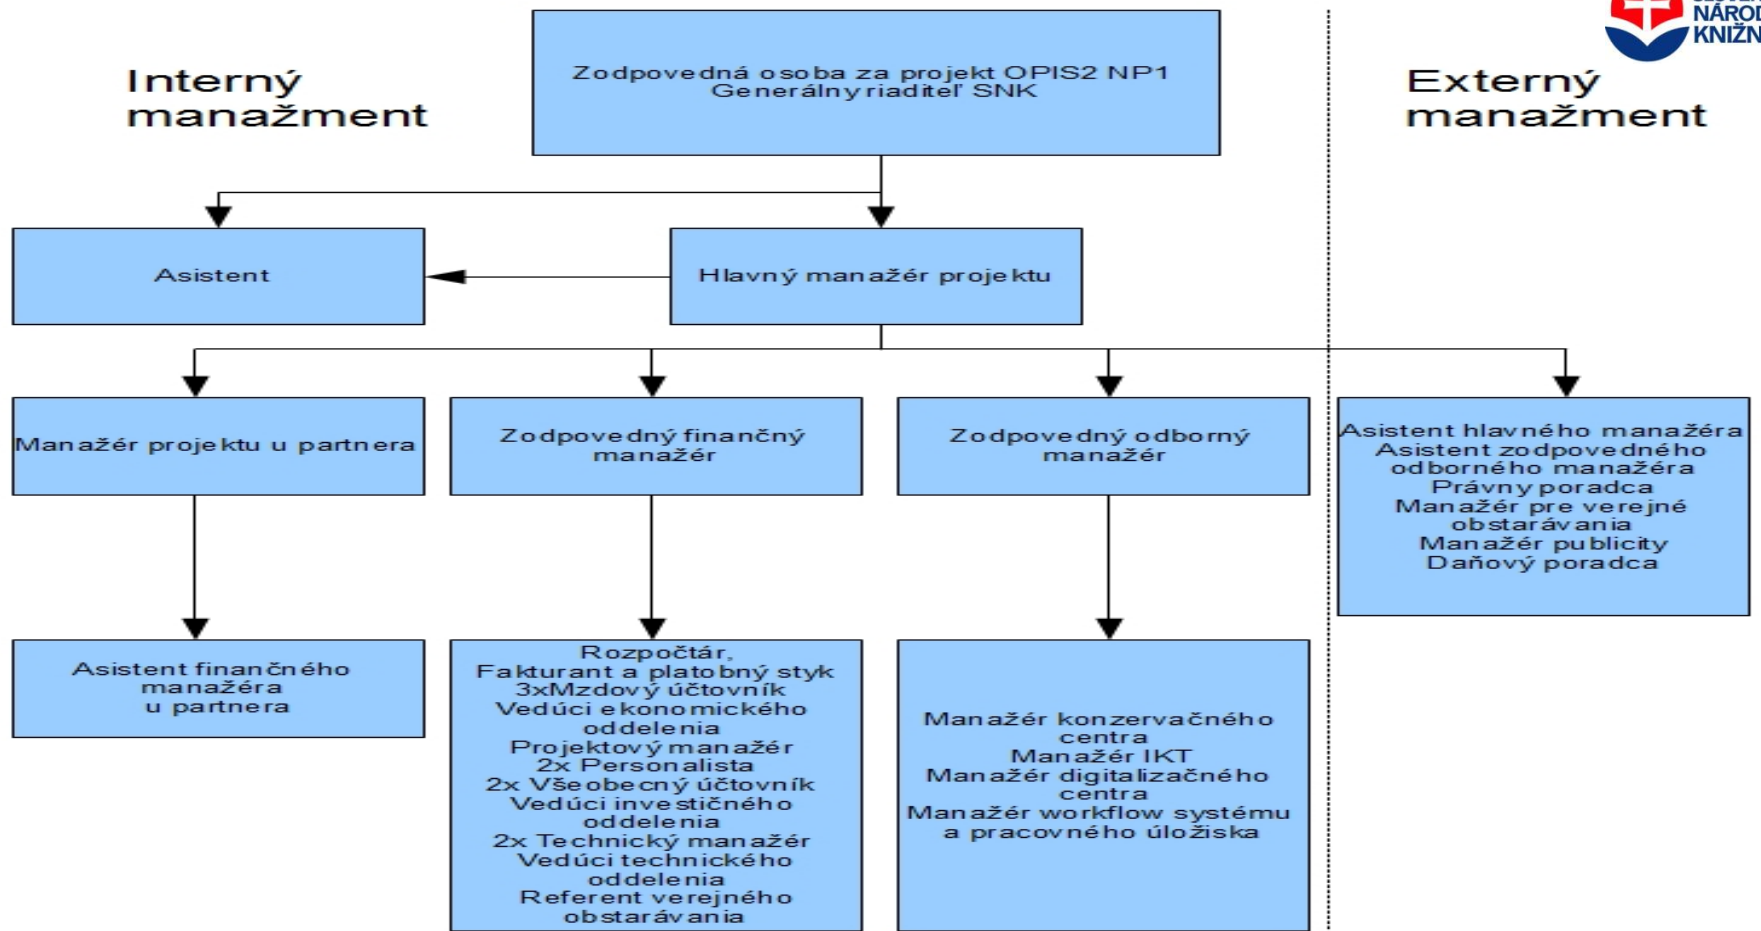 NÁROD
KNIŽN
Interný
manažment
Zodpovedná osoba za projekt OPIS2 NP1
Generálny riaditeľ SNK
Externý
manažment
Asistent
Hlavný manažér projektu
Manažér projektu u partnera
Zodpovedný finančný
manažér
Zodpovedný odborný
manažér
Asistent hlavného manažéra
Asistent zodpovedného
odborného manažéra
Právny poradca
Manažér pre verejné
obstarávania
Manažér publicity
Daňový poradca
Asistent finančného
manažéra
u partnera
Rozpočtár,
Fakturant a platobný styk
3xMzdový účtovník
Vedúci ekonomického
oddelenia
Projektový manažér
2x Personalista
2x Všeobecný účtovník
Vedúci investičného
oddelenia
2x Technický manažér
Vedúci technického
oddelenia
Referent verejného
obstarávania
Manažér konzervačného
centra
Manažér IKT
Manažér digitalizačného
centra
Manažér workflow systému
a pracovného úložiska